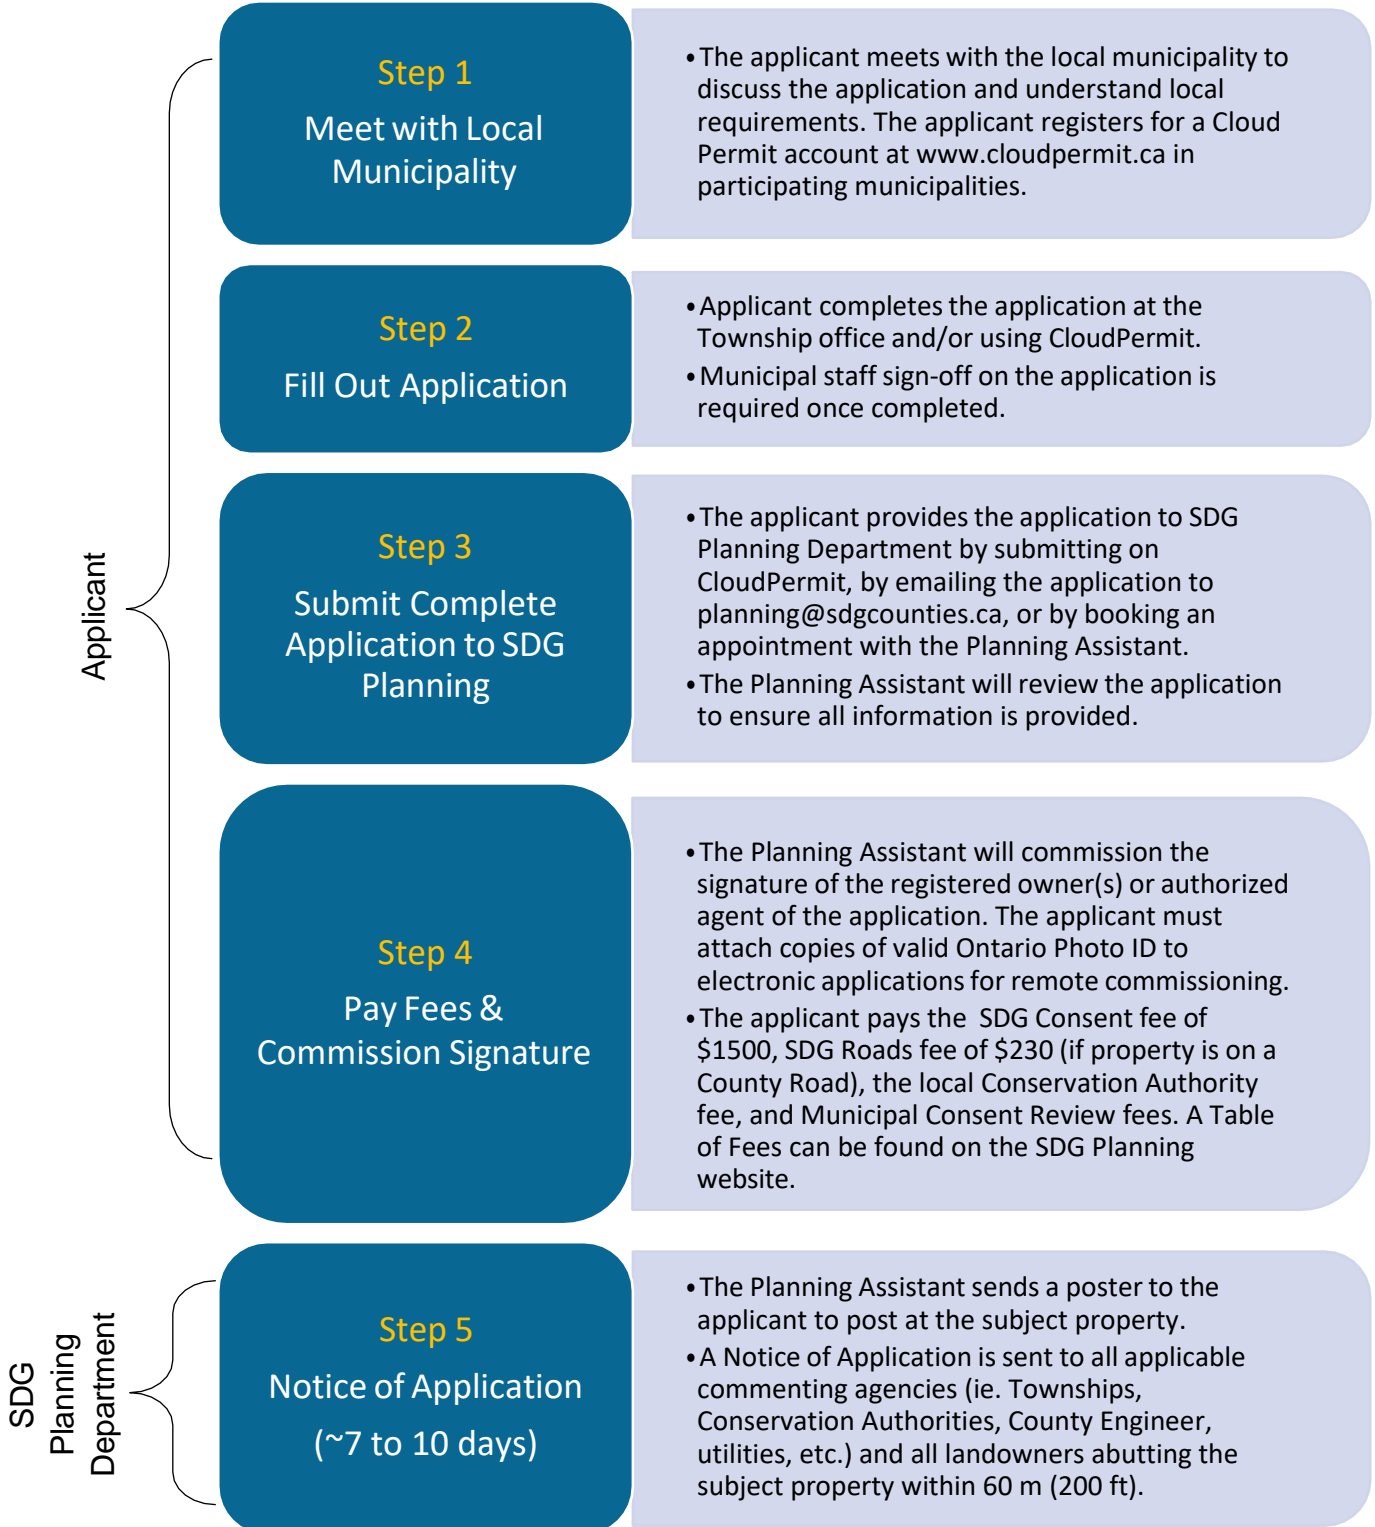 Applicant
Step 1
Meet with Local
Municipality
•The applicant meets with the local municipality to
discuss the application and understand local
requirements. The applicant registers for a Cloud
Permit account at www.cloudpermit.ca in
participating municipalities.
Step 2
Fill Out Application
•Applicant completes the application at the
Township office and/or using CloudPermit.
•Municipal staff sign-off on the application is
required once completed.
Step 3
Submit Complete
Application to SDG
Planning
•The applicant provides the application to SDG
Planning Department by submitting on
CloudPermit, by emailing the application to
planning@sdgcounties.ca, or by booking an
appointment with the Planning Assistant.
•The Planning Assistant will review the application
to ensure all information is provided.
Step 4
Pay Fees &
Commission Signature
•The Planning Assistant will commission the
signature of the registered owner(s) or authorized
agent of the application. The applicant must
attach copies of valid Ontario Photo ID to
electronic applications for remote commissioning.
•The applicant pays the  SDG Consent fee of
$1500, SDG Roads fee of $230 (if property is on a
County Road), the local Conservation Authority
fee, and Municipal Consent Review fees. A Table
of Fees can be found on the SDG Planning
website.
SDG
Planning
Department
Step 5
Notice of Application
(~7 to 10 days)
•The Planning Assistant sends a poster to the
applicant to post at the subject property.
•A Notice of Application is sent to all applicable
commenting agencies (ie. Townships,
Conservation Authorities, County Engineer,
utilities, etc.) and all landowners abutting the
subject property within 60 m (200 ft).